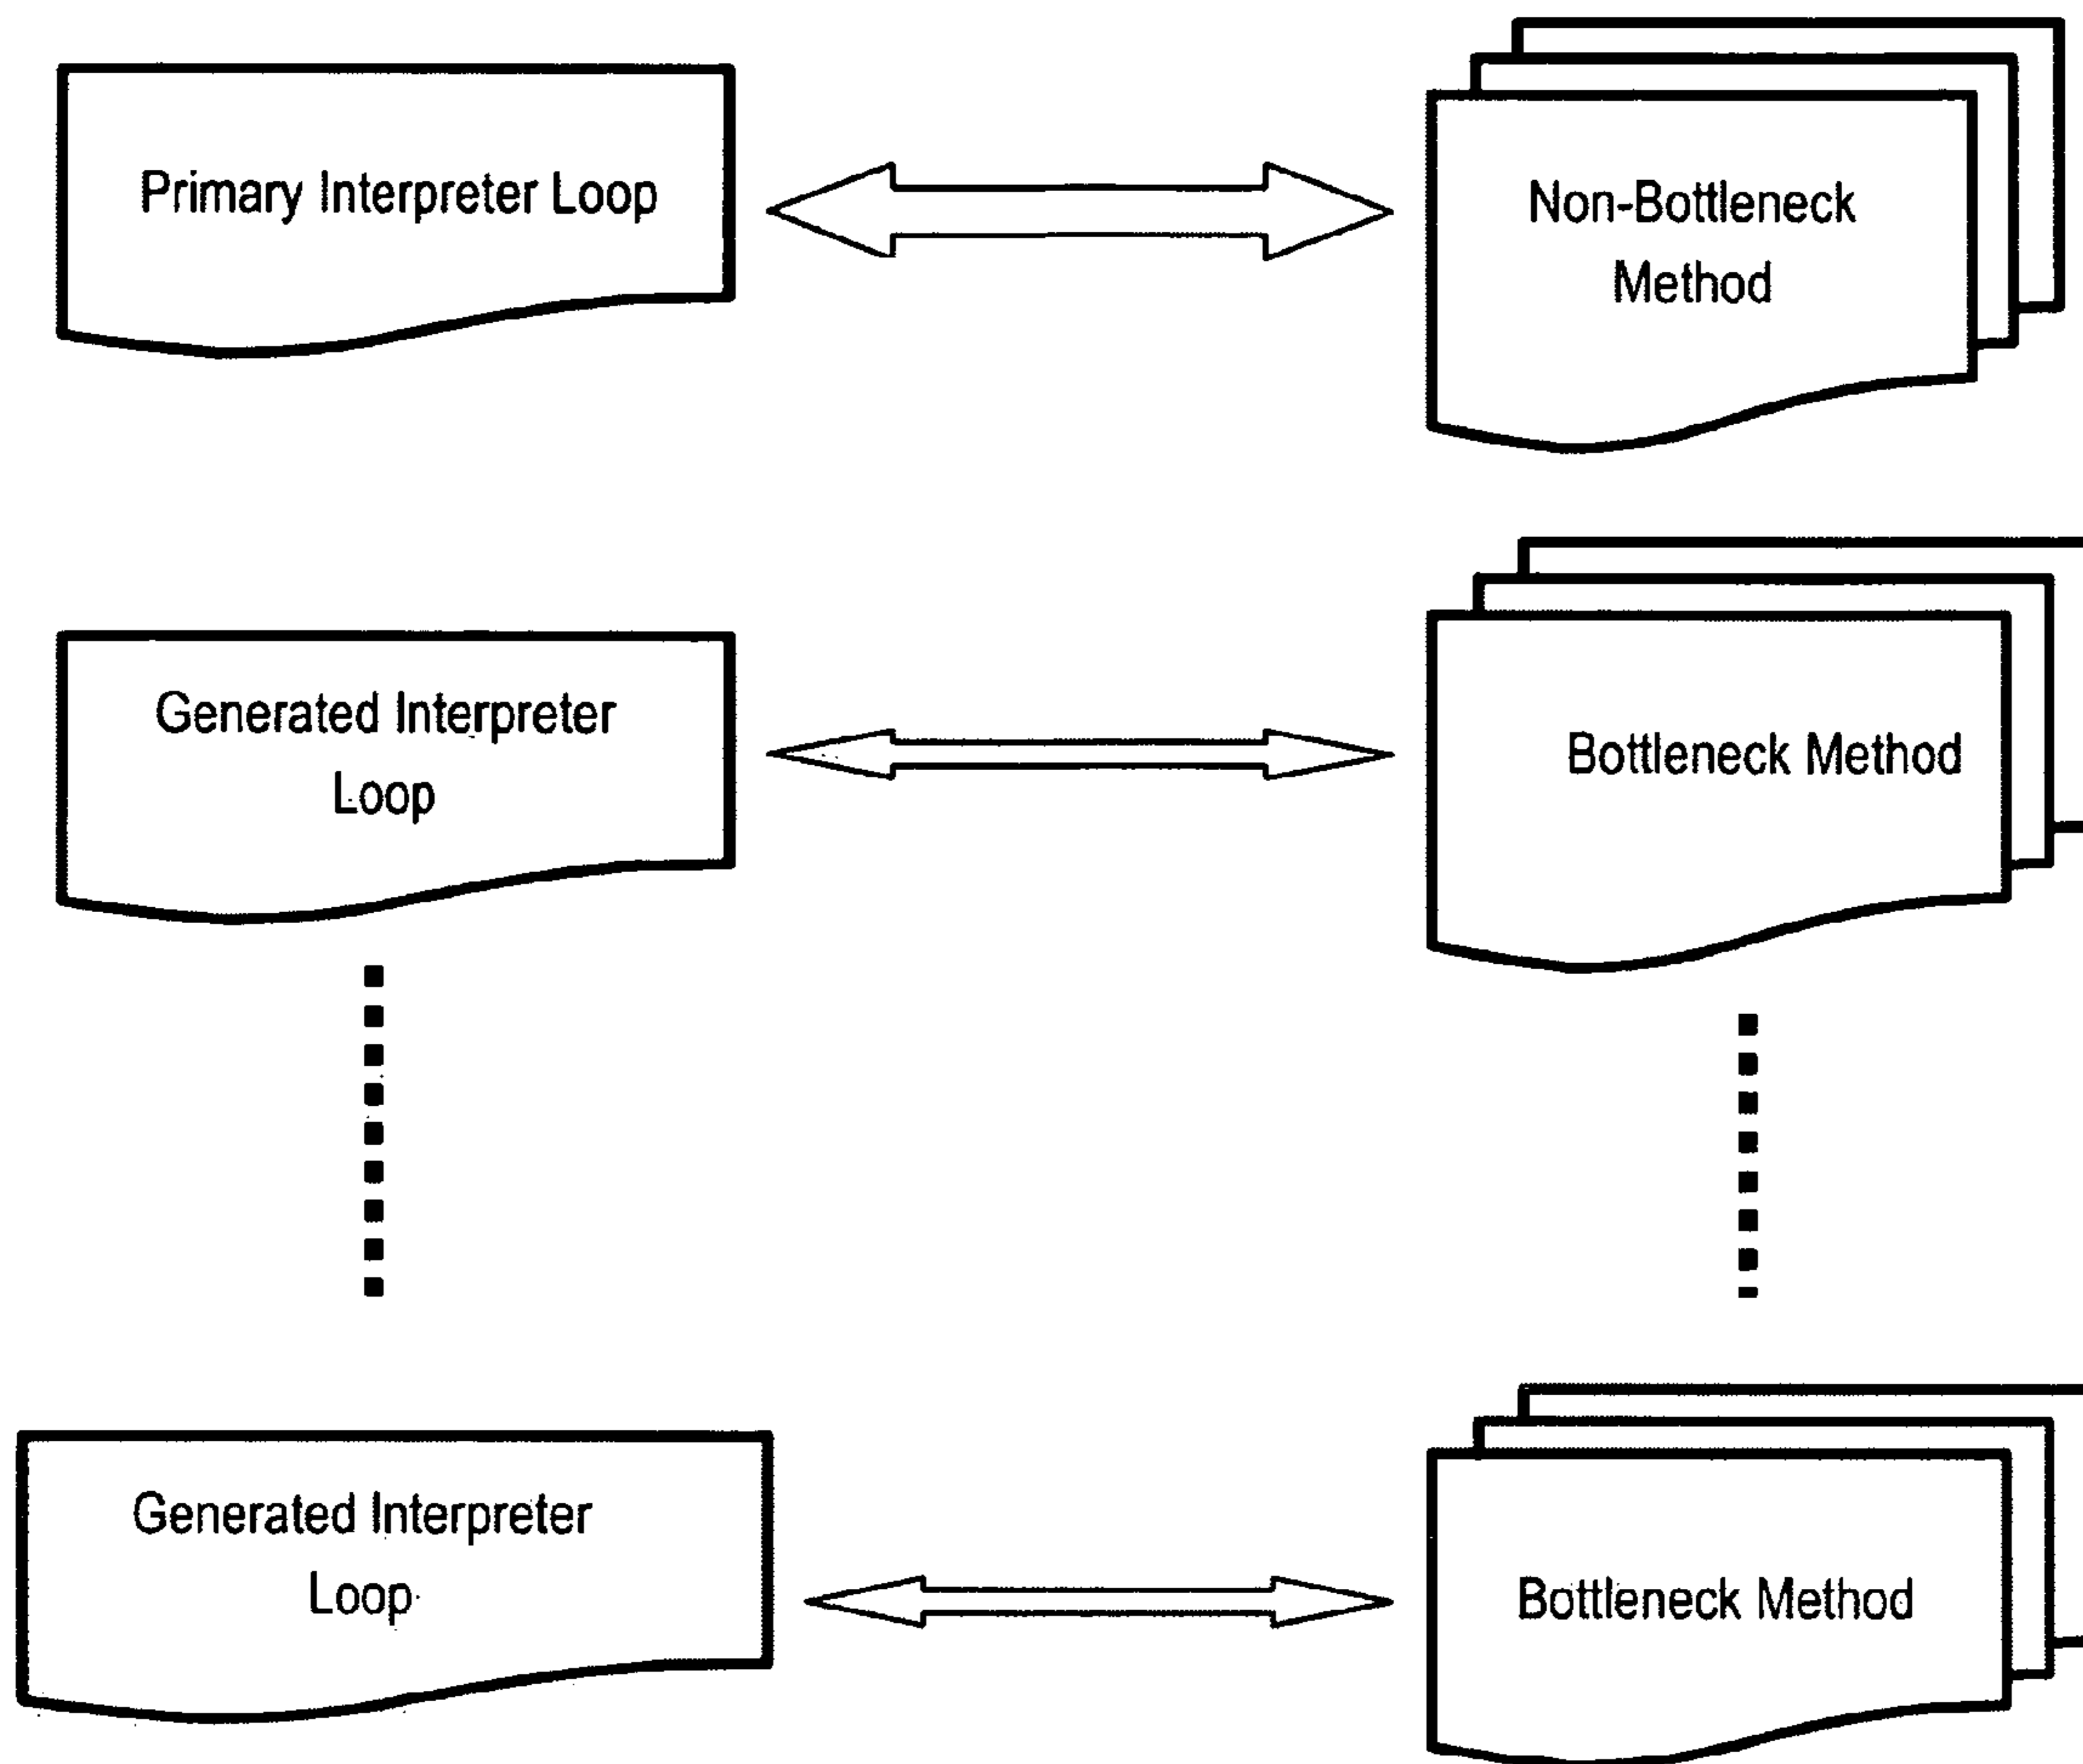 Primary Interpreter Loop
Non-Bottleneck
Method
Generated Interpreter
Loop
Bottleneck Method
Generated Interpreter
Loop
Bottleneck Method